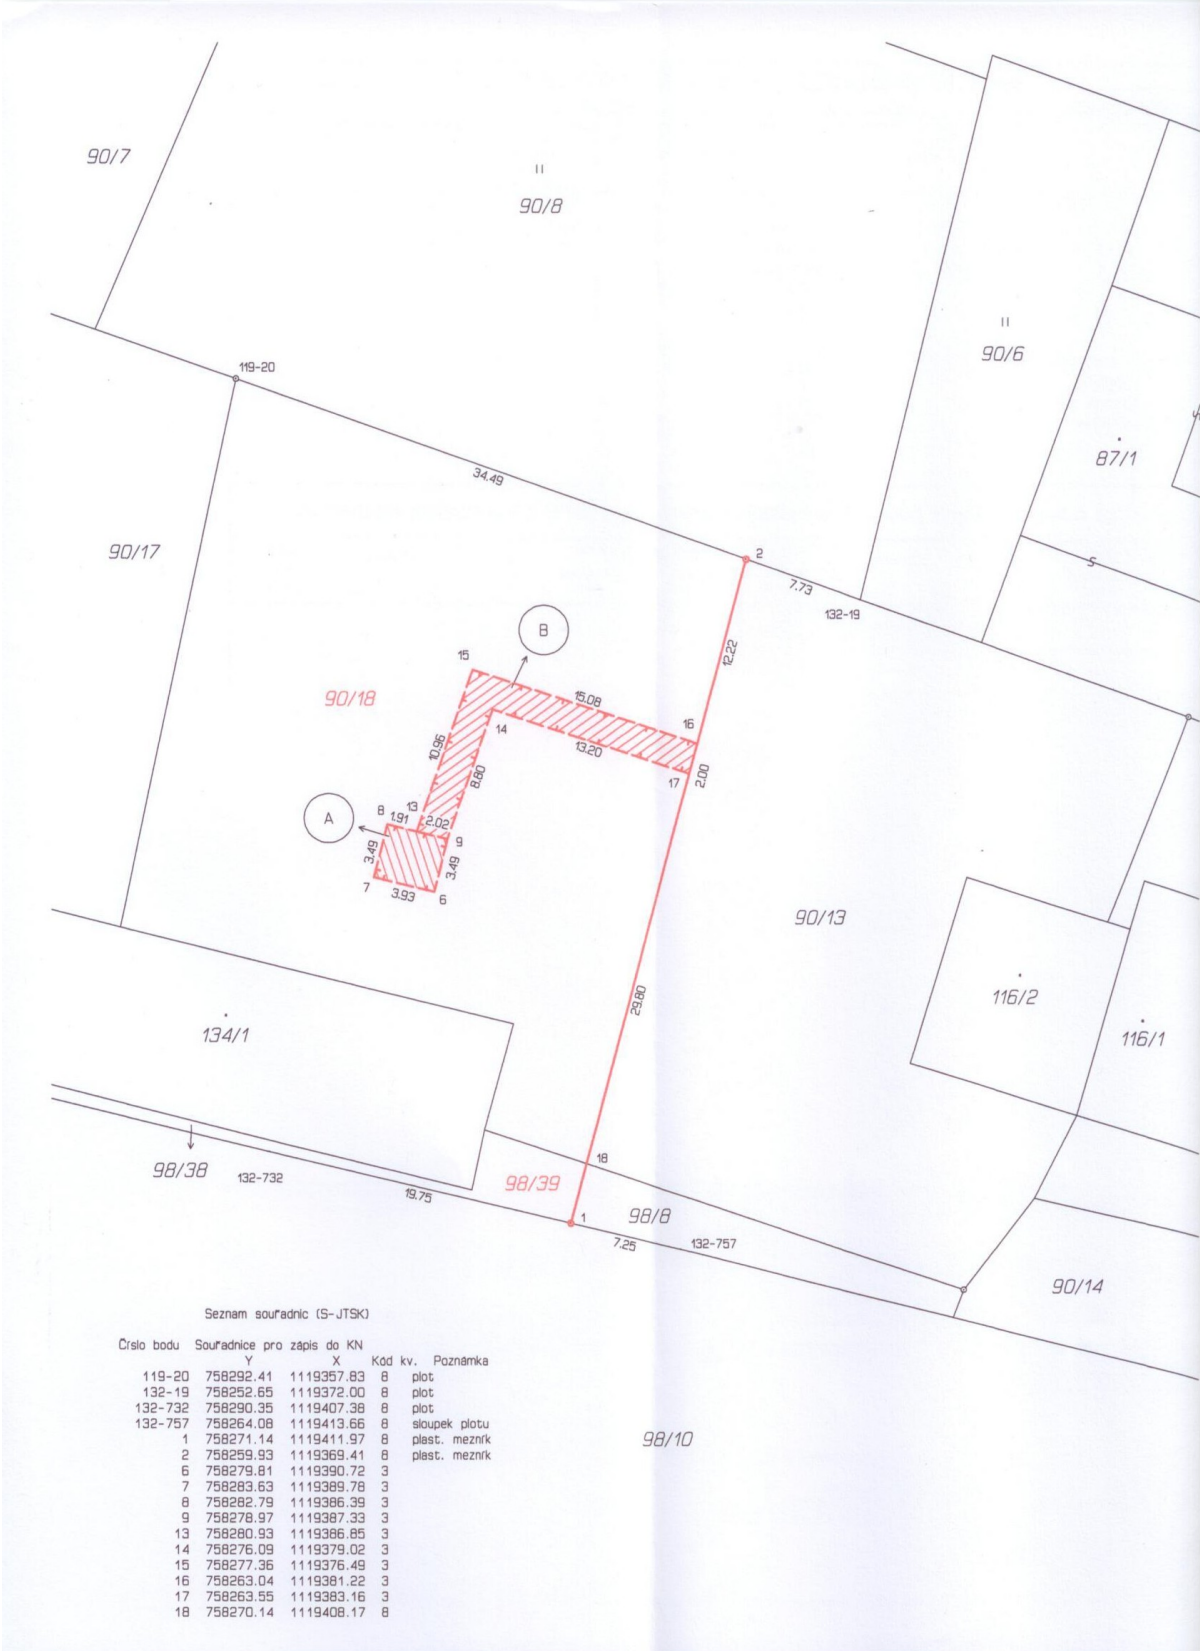 90/7
II
90/8
II
90/6
119-20
87/1
S
34.49
90/17
2
7.73
132-19
12.22
B
15
90/18
15.08
16
14
10.96
13.20
17
2.00
8.80
A
8
1.91
13
2.02
9
3.49
3.49
7
3.93
6
90/13
29.80
116/2
134/1
116/1
18
98/38
132-732
98/39
19.75
1
98/8
7.25
132-757
90/14
98/10
Seznam souřadnic (S-JTSK)
Číslo bodu Souřadnice pro zápis do KN
Y X Kód kv. Poznámka
119-20 758292.41 1119357.83 8 plot
132-19 758252.65 1119372.00 8 plot
132-732 758290.35 1119407.38 8 plot
132-757 758264.08 1119413.66 8 sloupek plotu
1 758271.14 1119411.97 8 plast. mezník
2 758259.93 1119369.41 8 plast. mezník
6 758279.81 1119390.72 3
7 758283.63 1119389.78 3
8 758282.79 1119386.39 3
9 758278.97 1119387.33 3
13 758280.93 1119386.85 3
14 758276.09 1119379.02 3
15 758277.36 1119376.49 3
16 758263.04 1119381.22 3
17 758263.55 1119383.16 3
18 758270.14 1119408.17 8